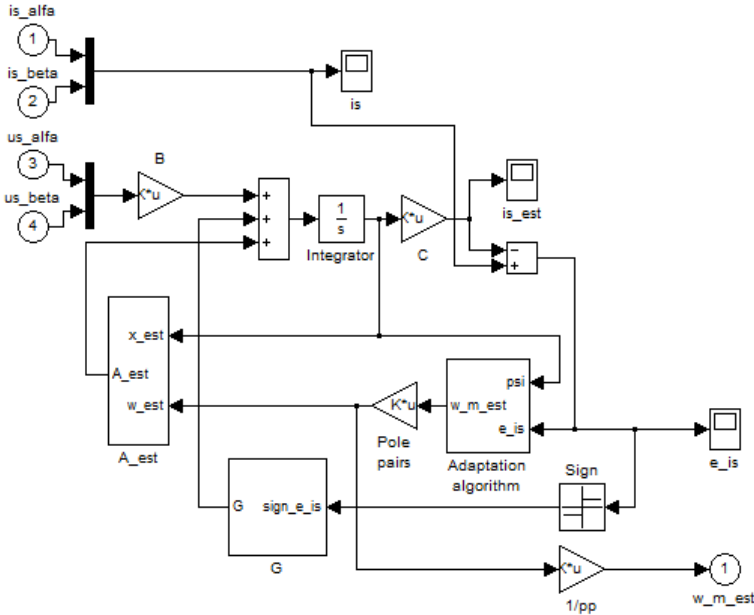 is_alfa
1
is_beta
2
is
us_alfa
3
us_beta
4
B
K*u
+
+
+
1
s
Integrator
K*u
C
is_est
−
+
x_est
A_est
w_est
A_est
K*u
Pole
pairs
psi
w_m_est
e_is
Adaptation
algorithm
e_is
Sign
G
sign_e_is
G
K*u
1/pp
1
w_m_est